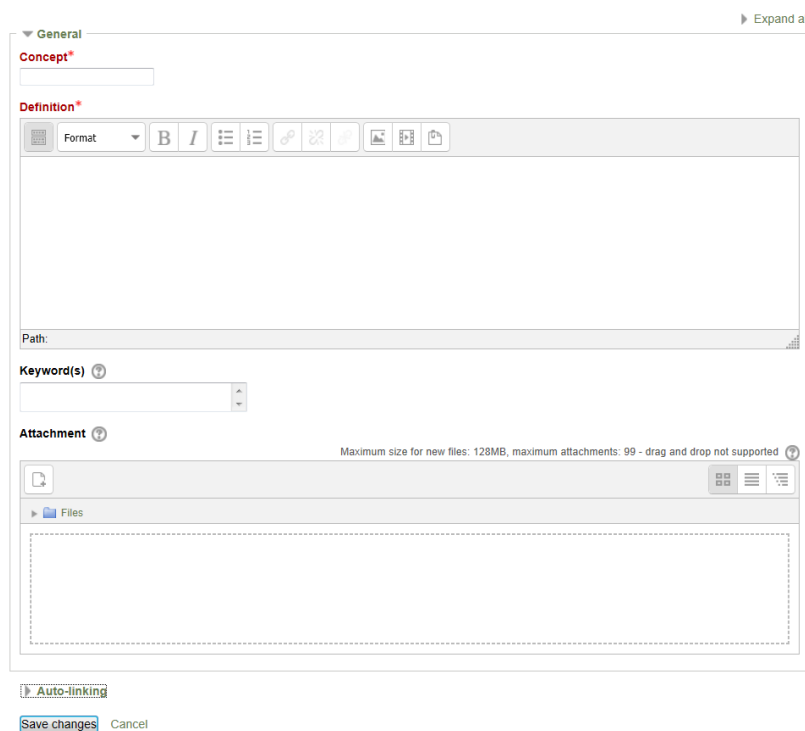 Expand a
General
Concept*
Definition*
Format B I
Path:
Keyword(s)
Attachment
Maximum size for new files: 128MB, maximum attachments: 99 - drag and drop not supported
Files
Auto-linking
Save changes Cancel